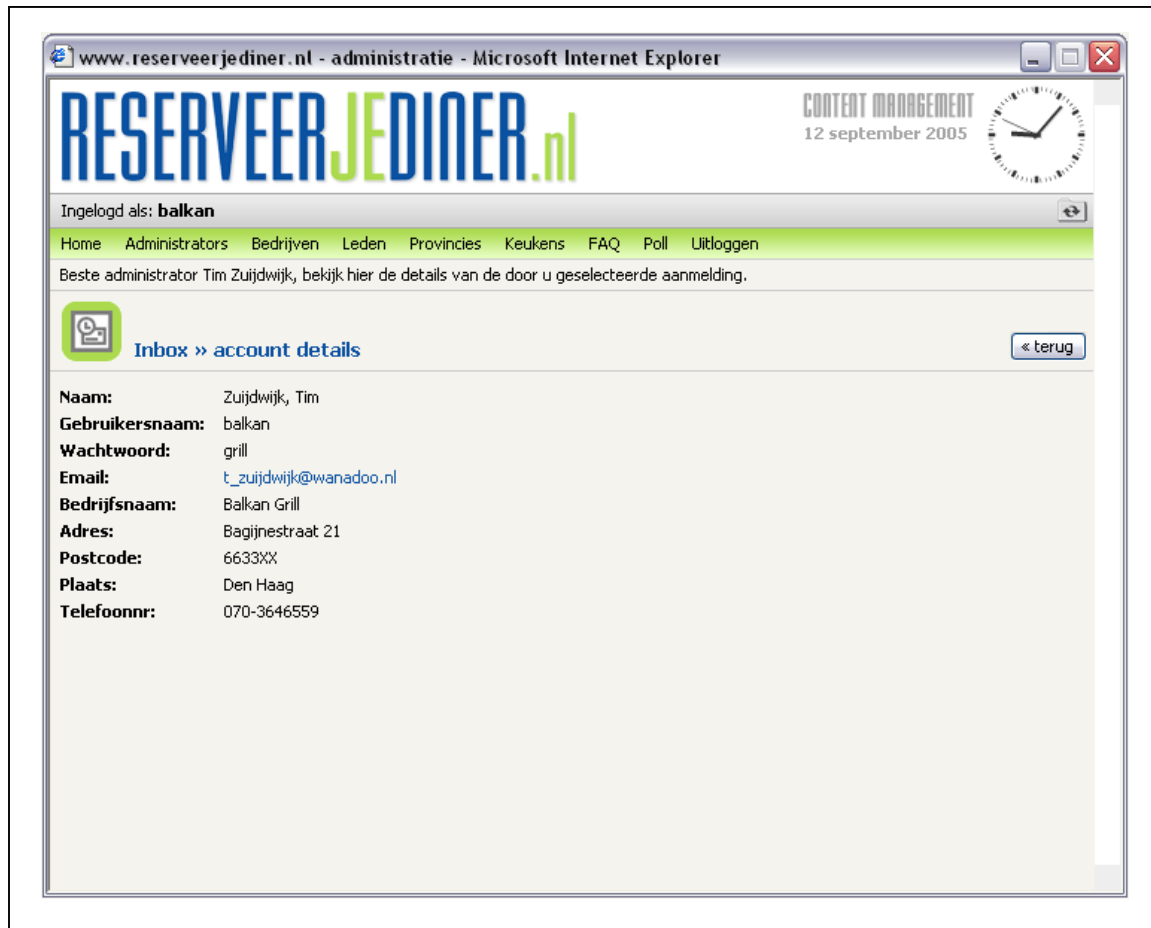 www.reserveerjediner.nl - administratie - Microsoft Internet Explorer
RESERVEERJEDINER.nl
CONTENT MANAGEMENT
12 september 2005
Ingelogd als: balkan
Home Administrators Bedrijven Leden Provincies Keukens FAQ Poll Uitloggen
Beste administrator Tim Zuijdwijk, bekijk hier de details van de door u geselecteerde aanmelding.
Inbox » account details
« terug
Naam: Zuijdwijk, Tim
Gebruikersnaam: balkan
Wachtwoord: grill
Email: t_zuijdwijk@wanadoo.nl
Bedrijfsnaam: Balkan Grill
Adres: Bagijnestraat 21
Postcode: 6633XX
Plaats: Den Haag
Telefoonnr: 070-3646559